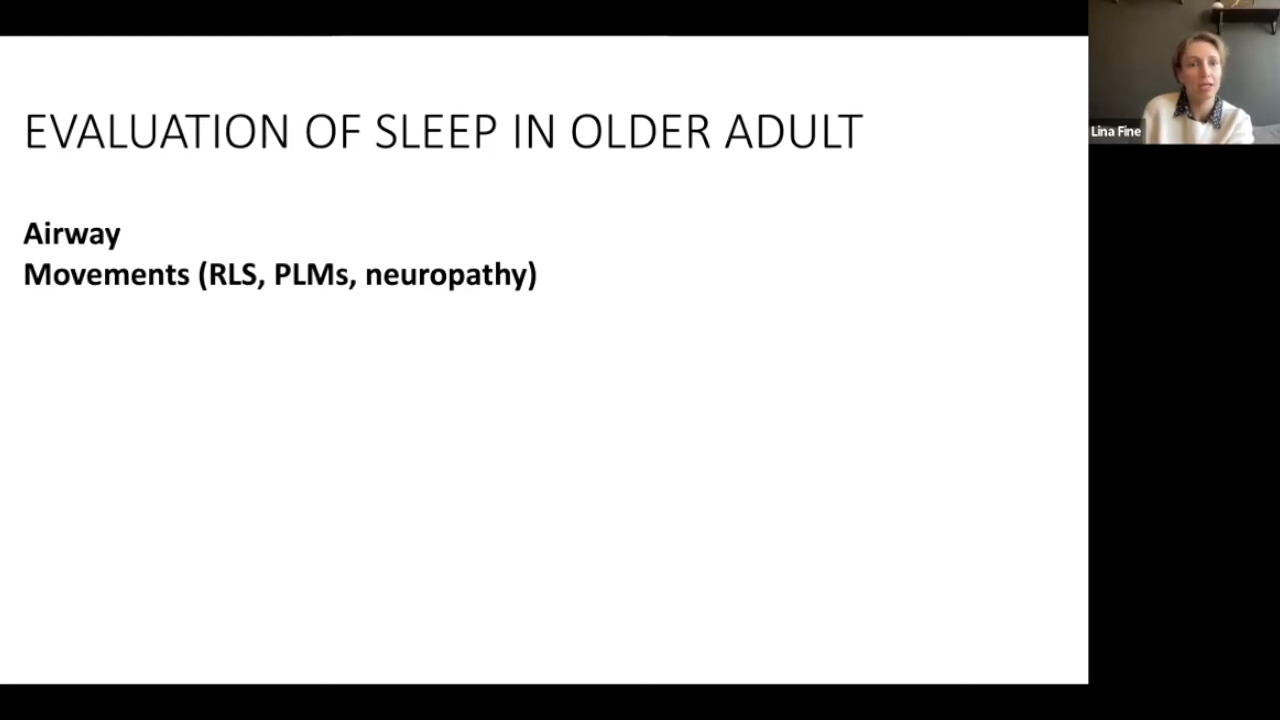 EVALUATION OF SLEEP IN OLDER ADULT
Airway
Movements (RLS, PLMs, neuropathy)
Lina Fine